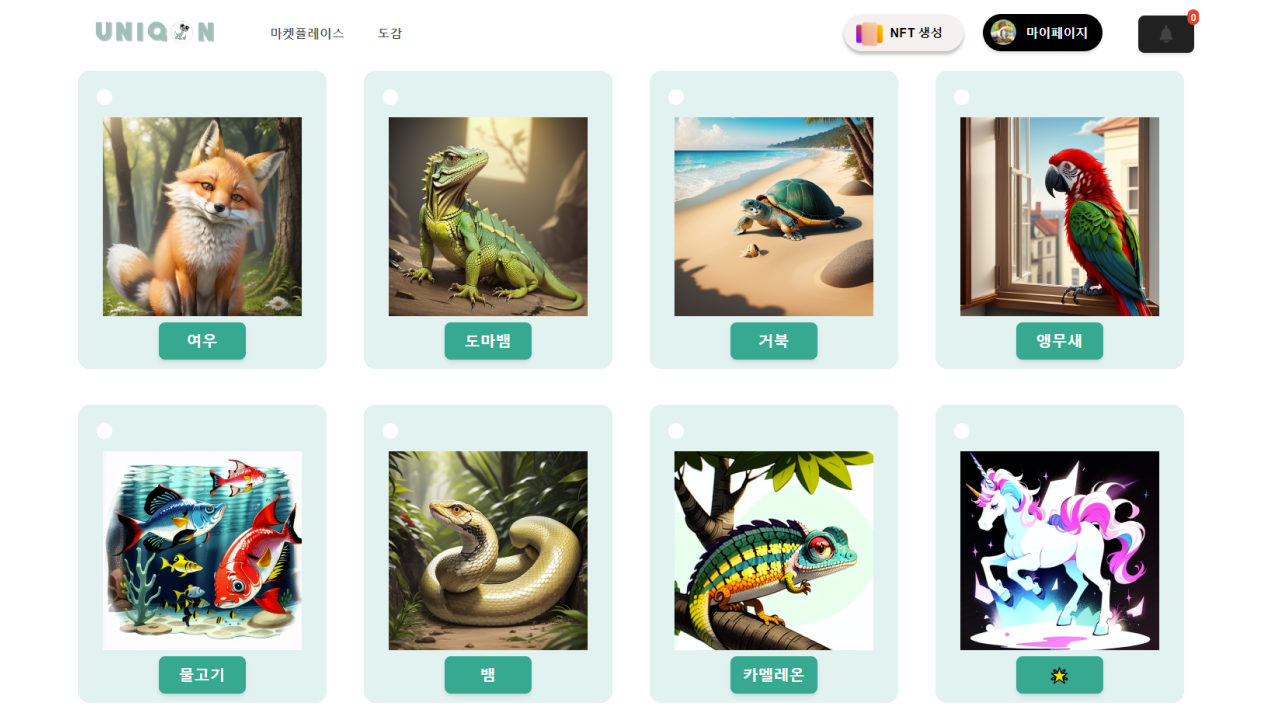 UNIQON
마켓플레이스
도감
NFT 생성
마이페이지
0
여우
도마뱀
거북
앵무새
물고기
뱀
카멜레온